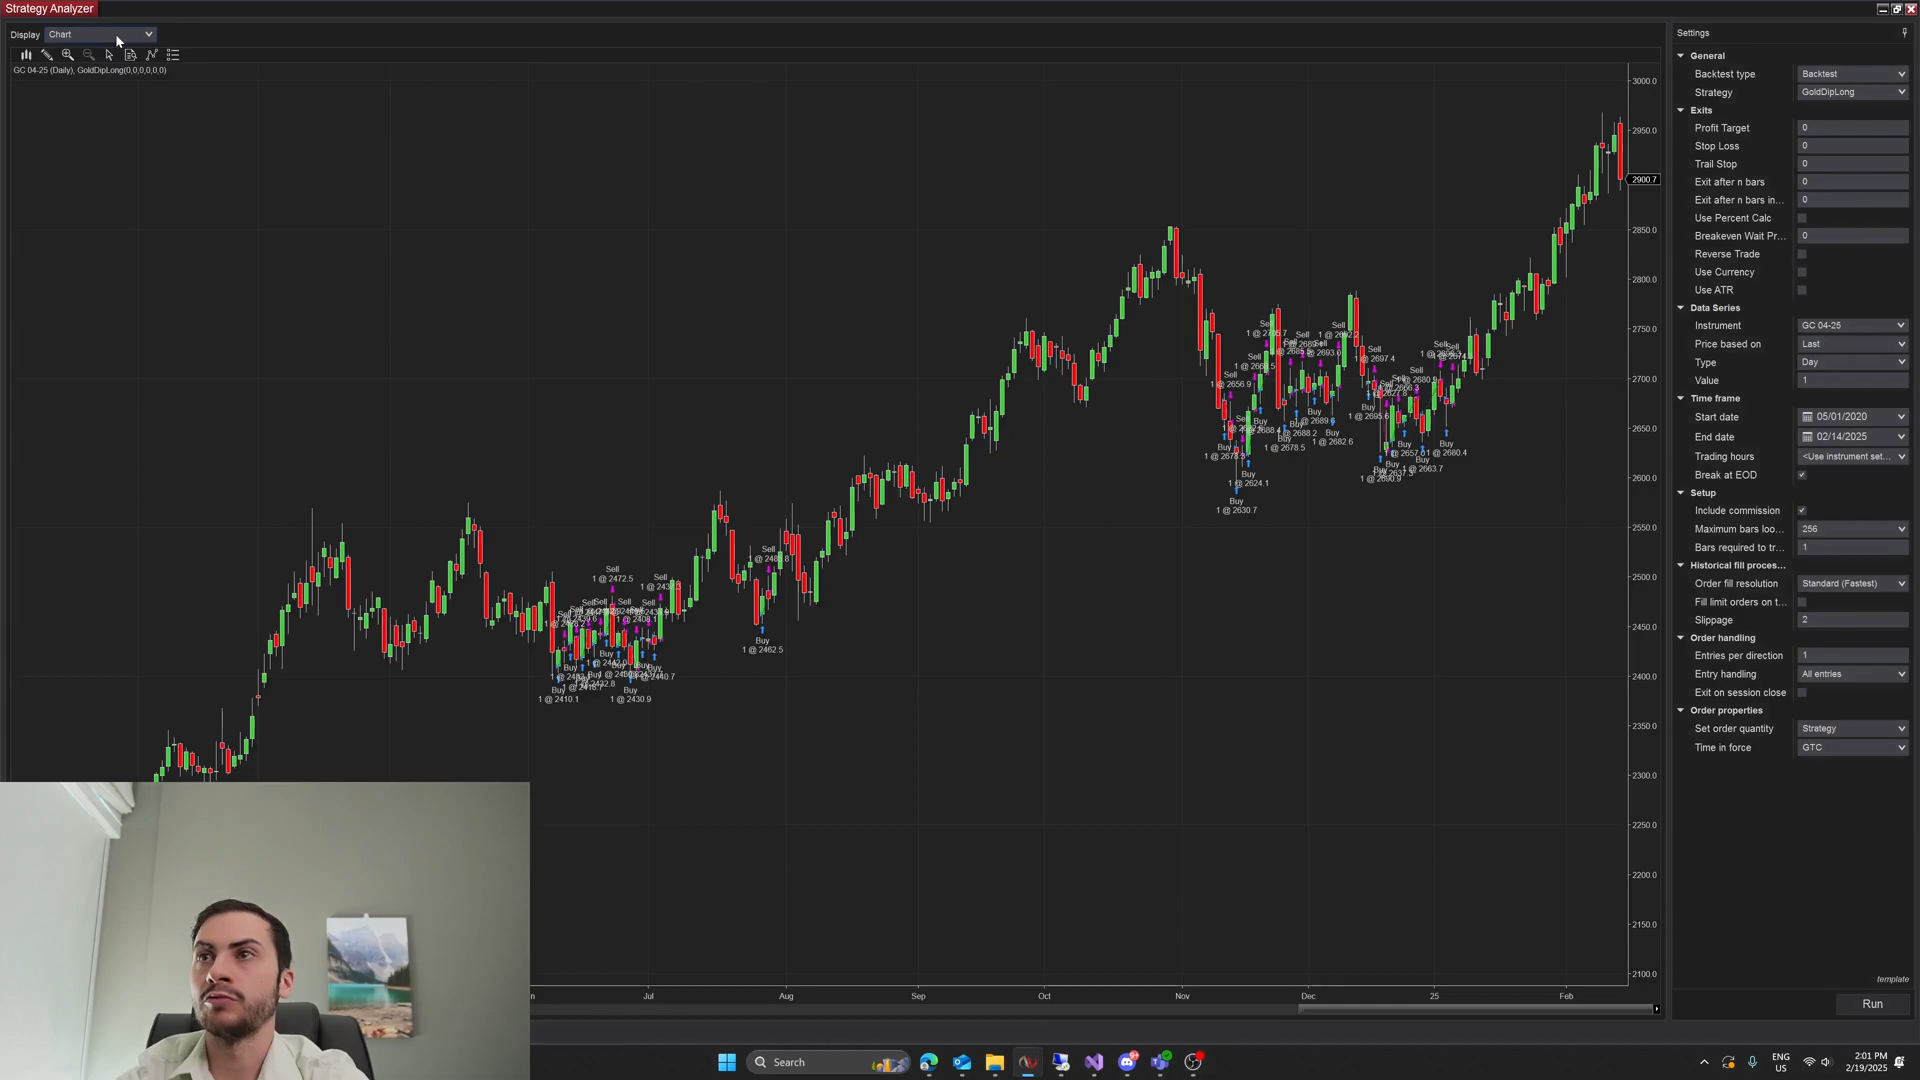 Strategy Analyzer
Display
Chart
GC 04-25 (Daily), GoldDipLong(0,0,0,0,0,0)
3000.0
2950.0
2900.7
2850.0
2800.0
2750.0
2700.0
2650.0
2600.0
2550.0
2500.0
2450.0
2400.0
2350.0
2300.0
2250.0
2200.0
2150.0
2100.0
Sell
1 @ 2472.5
Buy
1 @ 2410.1
Buy
1 @ 2430.9
Buy
1 @ 2462.5
Sell
1 @ 2656.9
Buy
1 @ 2624.1
Buy
1 @ 2630.7
Buy
1 @ 2678.5
Buy
1 @ 2682.6
Sell
1 @ 2697.4
Buy
1 @ 2663.7
Buy
1 @ 2680.4
1 @ 2690.9
Jul
Aug
Sep
Oct
Nov
Dec
25
Feb
Settings
General
Backtest type
Backtest
Strategy
GoldDipLong
Exits
Profit Target
0
Stop Loss
0
Trail Stop
0
Exit after n bars
0
Exit after n bars in...
0
Use Percent Calc
Breakeven Wait Pr...
0
Reverse Trade
Use Currency
Use ATR
Data Series
Instrument
GC 04-25
Price based on
Last
Type
Day
Value
1
Time frame
Start date
05/01/2020
End date
02/14/2025
Trading hours
<Use instrument set...
Break at EOD
Setup
Include commission
Maximum bars loo...
256
Bars required to tr...
1
Historical fill proces...
Order fill resolution
Standard (Fastest)
Fill limit orders on t...
Slippage
2
Order handling
Entries per direction
1
Entry handling
All entries
Exit on session close
Order properties
Set order quantity
Strategy
Time in force
GTC
template
Run
Search
ENG
US
2:01 PM
2/19/2025